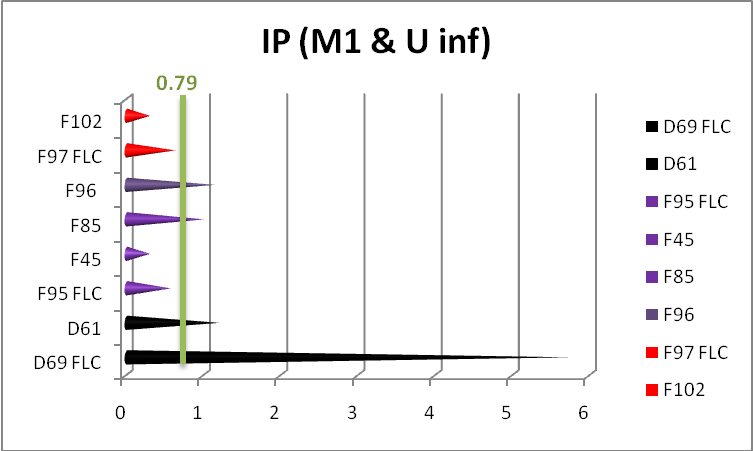 IP (M1 & U inf)
0.79
F102
F97 FLC
F96
F85
F45
F95 FLC
D61
D69 FLC
0 1 2 3 4 5 6
D69 FLC
D61
F95 FLC
F45
F85
F96
F97 FLC
F102